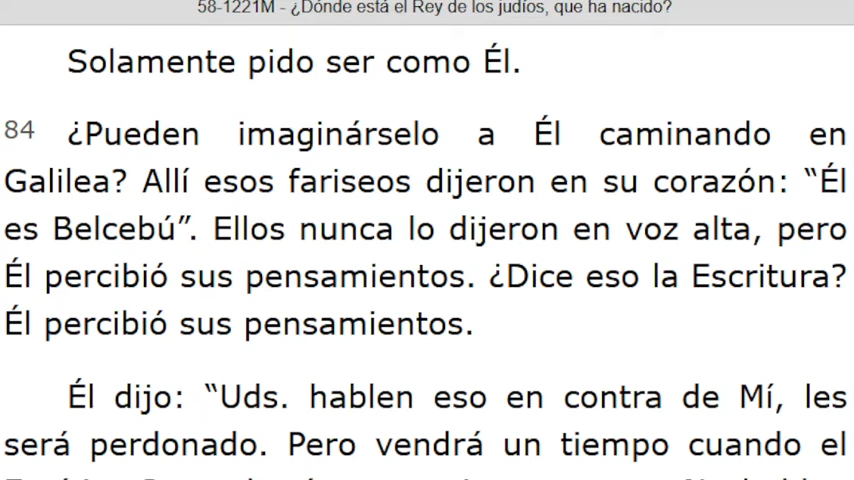 58-1221M - ¿Dónde está el Rey de los judíos, que ha nacido?
Solamente pido ser como Él.
84 ¿Pueden imaginárselo a Él caminando en
Galilea? Allí esos fariseos dijeron en su corazón: “Él
es Belcebú”. Ellos nunca lo dijeron en voz alta, pero
Él percibió sus pensamientos. ¿Dice eso la Escritura?
Él percibió sus pensamientos.
Él dijo: “Uds. hablen eso en contra de Mí, les
será perdonado. Pero vendrá un tiempo cuando el